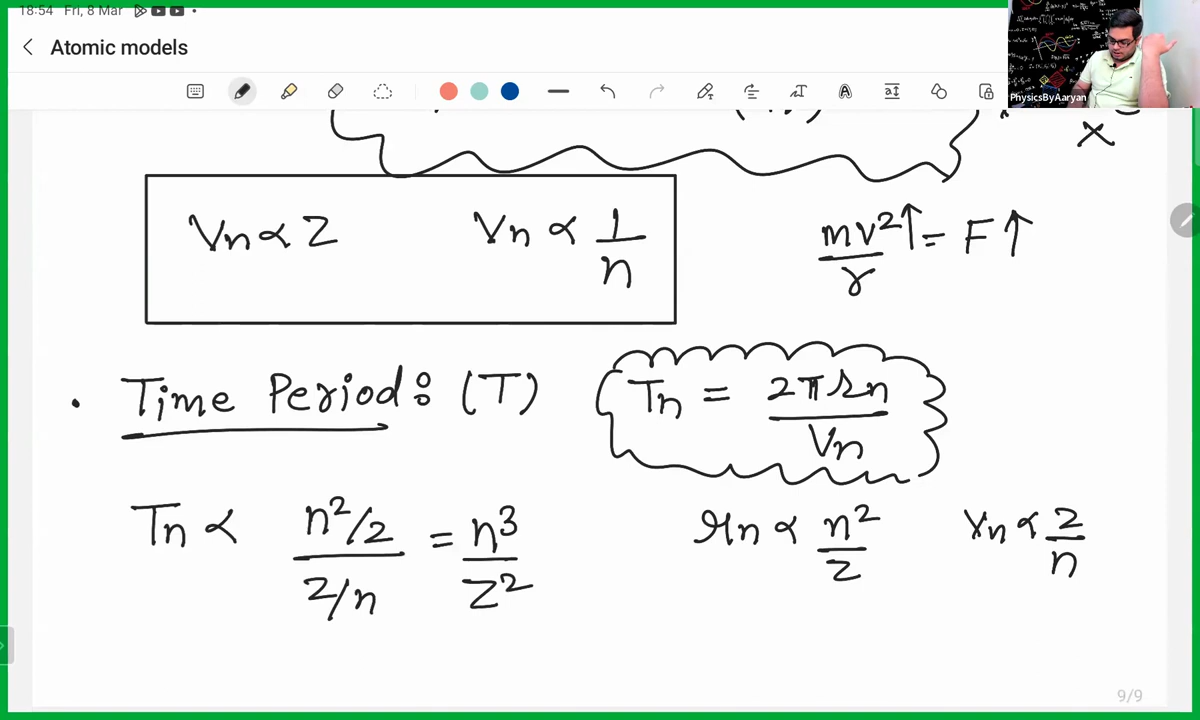 18:54 Fri, 8 Mar
Atomic models
PhysicsByAaryan
x
Vn ∝ Z Vn ∝ 1/n
mv²↑/r = F↑
• Time Period: (T) Tn = 2πrn/Vn
Tn ∝ (n²/Z)/(Z/n) = n³/Z² rn ∝ n²/Z Vn ∝ Z/n
9/9